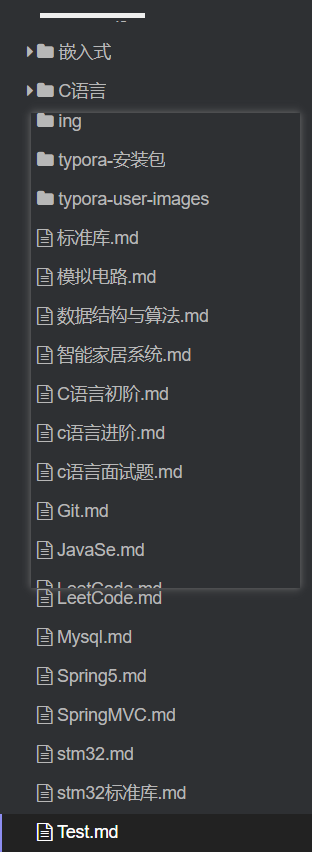 嵌入式
C语言
ing
typora-安装包
typora-user-images
标准库.md
模拟电路.md
数据结构与算法.md
智能家居系统.md
C语言初阶.md
c语言进阶.md
c语言面试题.md
Git.md
JavaSe.md
LeetCode.md
LeetCode.md
Mysql.md
Spring5.md
SpringMVC.md
stm32.md
stm32标准库.md
Test.md